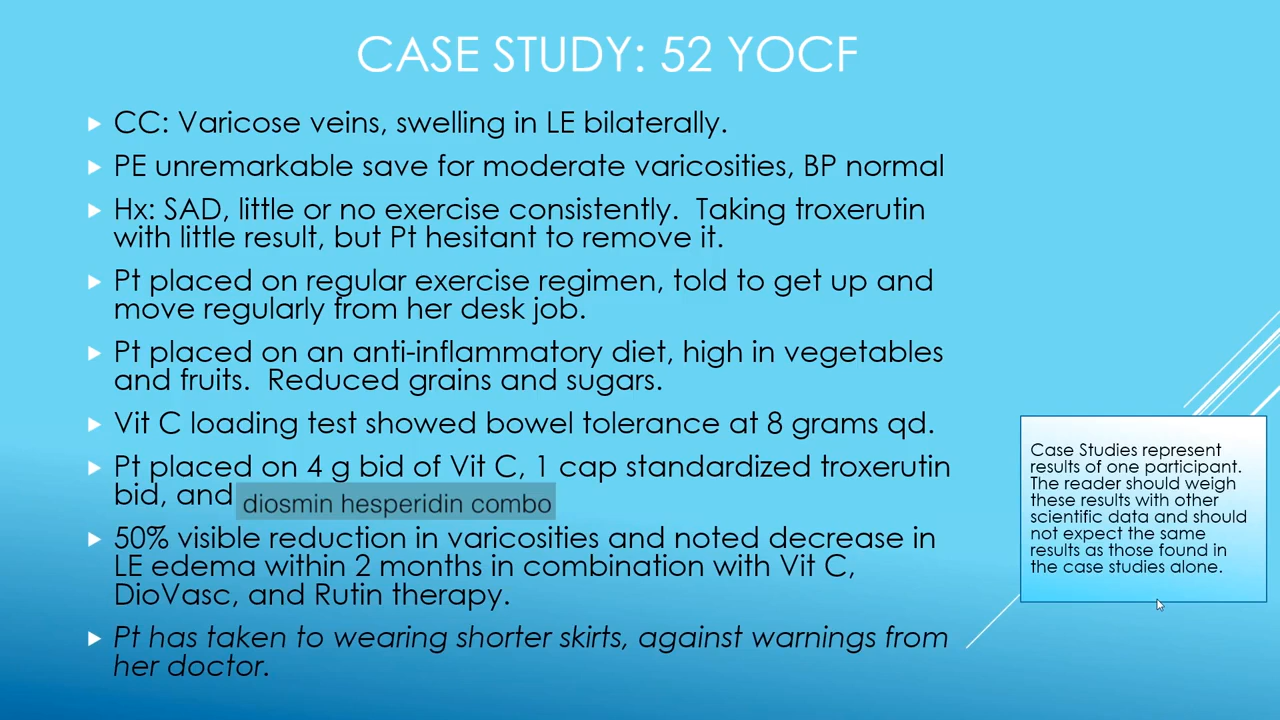 CASE STUDY: 52 YOCF
CC: Varicose veins, swelling in LE bilaterally.
PE unremarkable save for moderate varicosities, BP normal
Hx: SAD, little or no exercise consistently. Taking troxerutin
with little result, but Pt hesitant to remove it.
Pt placed on regular exercise regimen, told to get up and
move regularly from her desk job.
Pt placed on an anti-inflammatory diet, high in vegetables
and fruits. Reduced grains and sugars.
Vit C loading test showed bowel tolerance at 8 grams qd.
Pt placed on 4 g bid of Vit C, 1 cap standardized troxerutin
bid, and diosmin hesperidin combo
50% visible reduction in varicosities and noted decrease in
LE edema within 2 months in combination with Vit C,
DioVasc, and Rutin therapy.
Pt has taken to wearing shorter skirts, against warnings from
her doctor.
Case Studies represent
results of one participant.
The reader should weigh
these results with other
scientific data and should
not expect the same
results as those found in
the case studies alone.